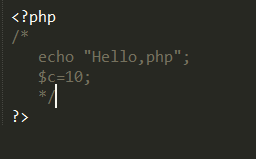 <?php
/*
echo "Hello,php";
$c=10;
*/
?>